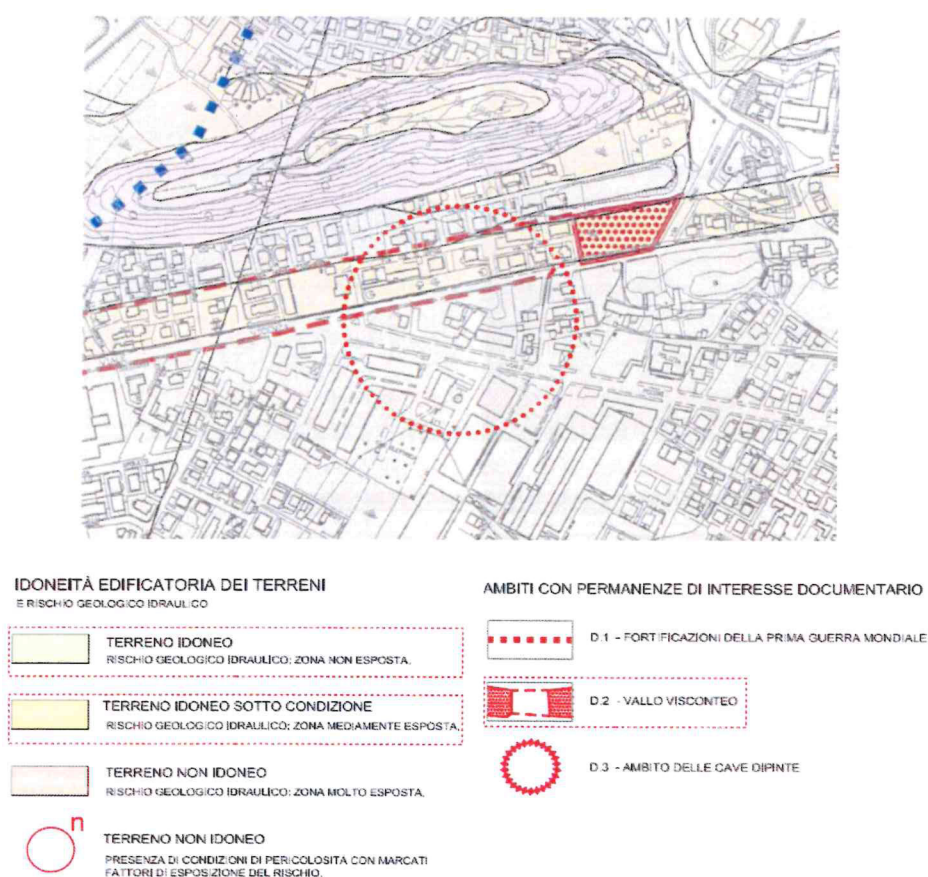 IDONEITÀ EDIFICATORIA DEI TERRENI
E RISCHIO GEOLOGICO IDRAULICO
TERRENO IDONEO
RISCHIO GEOLOGICO IDRAULICO: ZONA NON ESPOSTA.
TERRENO IDONEO SOTTO CONDIZIONE
RISCHIO GEOLOGICO IDRAULICO: ZONA MEDIAMENTE ESPOSTA.
TERRENO NON IDONEO
RISCHIO GEOLOGICO IDRAULICO: ZONA MOLTO ESPOSTA.
n
TERRENO NON IDONEO
PRESENZA DI CONDIZIONI DI PERICOLOSITA CON MARCATI
FATTORI DI ESPOSIZIONE DEL RISCHIO.
AMBITI CON PERMANENZE DI INTERESSE DOCUMENTARIO
D.1 - FORTIFICAZIONI DELLA PRIMA GUERRA MONDIALE
D.2 - VALLO VISCONTEO
D.3 - AMBITO DELLE CAVE DIPINTE